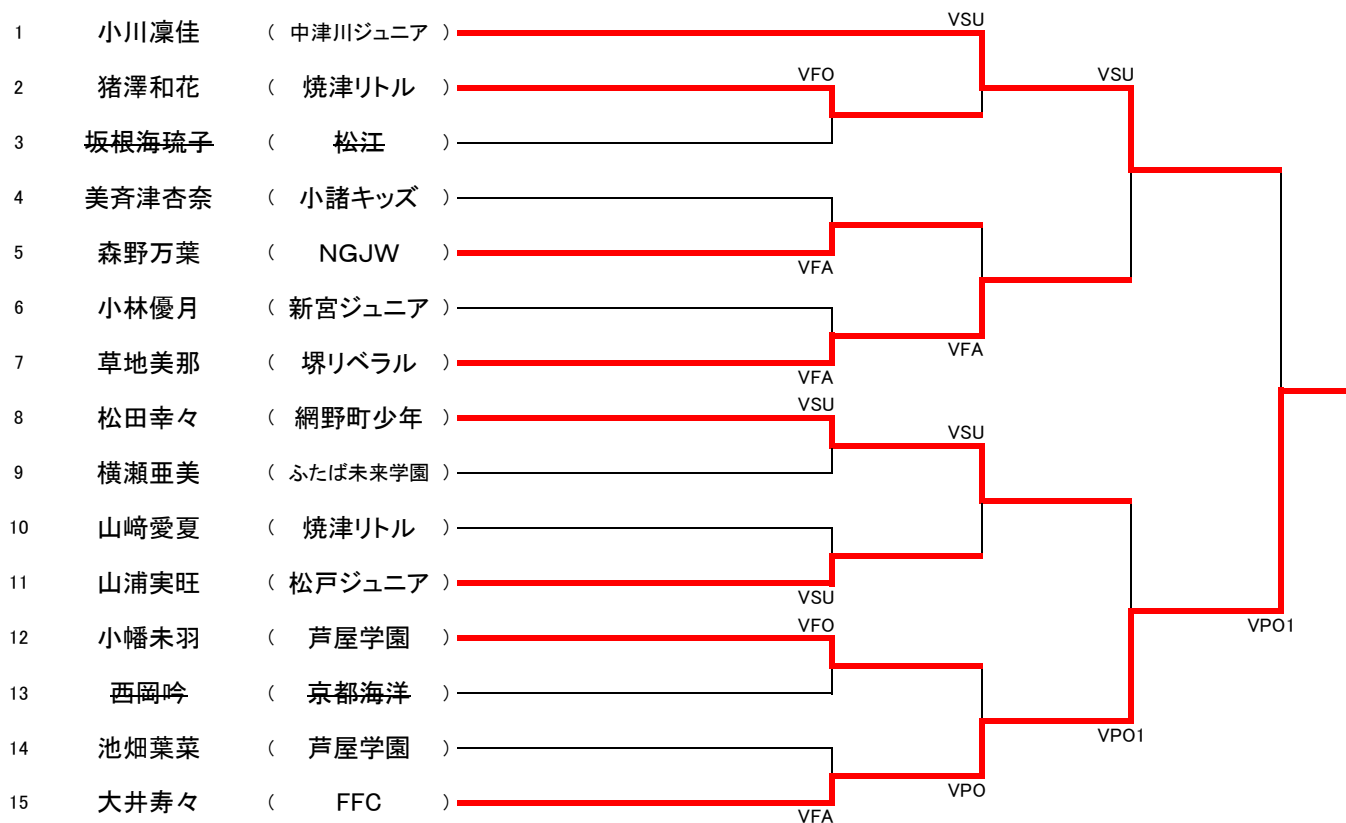 1 小川凜佳 ( 中津川ジュニア ) VSU
2 猪澤和花 ( 焼津リトル ) VFO VSU
3 坂根海琉子 ( 松江 )
4 美斉津杏奈 ( 小諸キッズ )
5 森野万葉 ( NGJW ) VFA
6 小林優月 ( 新宮ジュニア )
7 草地美那 ( 堺リベラル ) VFA VFA
8 松田幸々 ( 網野町少年 ) VSU VSU
9 横瀬亜美 ( ふたば未来学園 )
10 山﨑愛夏 ( 焼津リトル )
11 山浦実旺 ( 松戸ジュニア ) VSU
12 小幡未羽 ( 芦屋学園 ) VFO VPO1
13 西岡吟 ( 京都海洋 )
14 池畑葉菜 ( 芦屋学園 ) VPO1
15 大井寿々 ( FFC ) VFA VPO